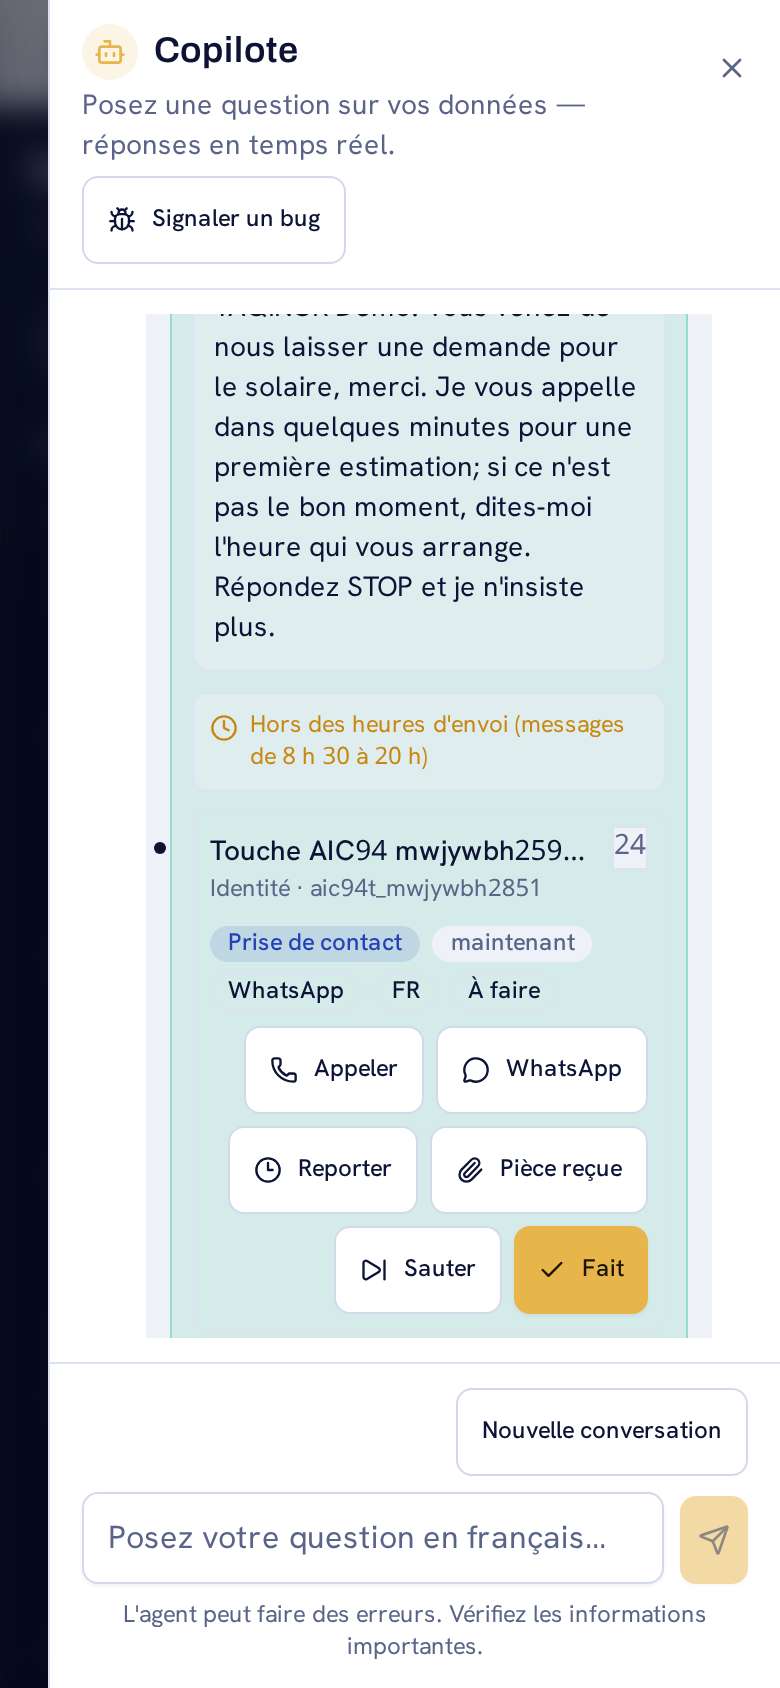 Copilote
Posez une question sur vos données —
réponses en temps réel.
Signaler un bug
nous laisser une demande pour
le solaire, merci. Je vous appelle
dans quelques minutes pour une
première estimation; si ce n'est
pas le bon moment, dites-moi
l'heure qui vous arrange.
Répondez STOP et je n'insiste
plus.
Hors des heures d'envoi (messages
de 8 h 30 à 20 h)
Touche AIC94 mwjywbh259...
24
Identité · aic94t_mwjywbh2851
Prise de contact
maintenant
WhatsApp
FR
À faire
Appeler
WhatsApp
Reporter
Pièce reçue
Sauter
Fait
Nouvelle conversation
Posez votre question en français...
L'agent peut faire des erreurs. Vérifiez les informations
importantes.